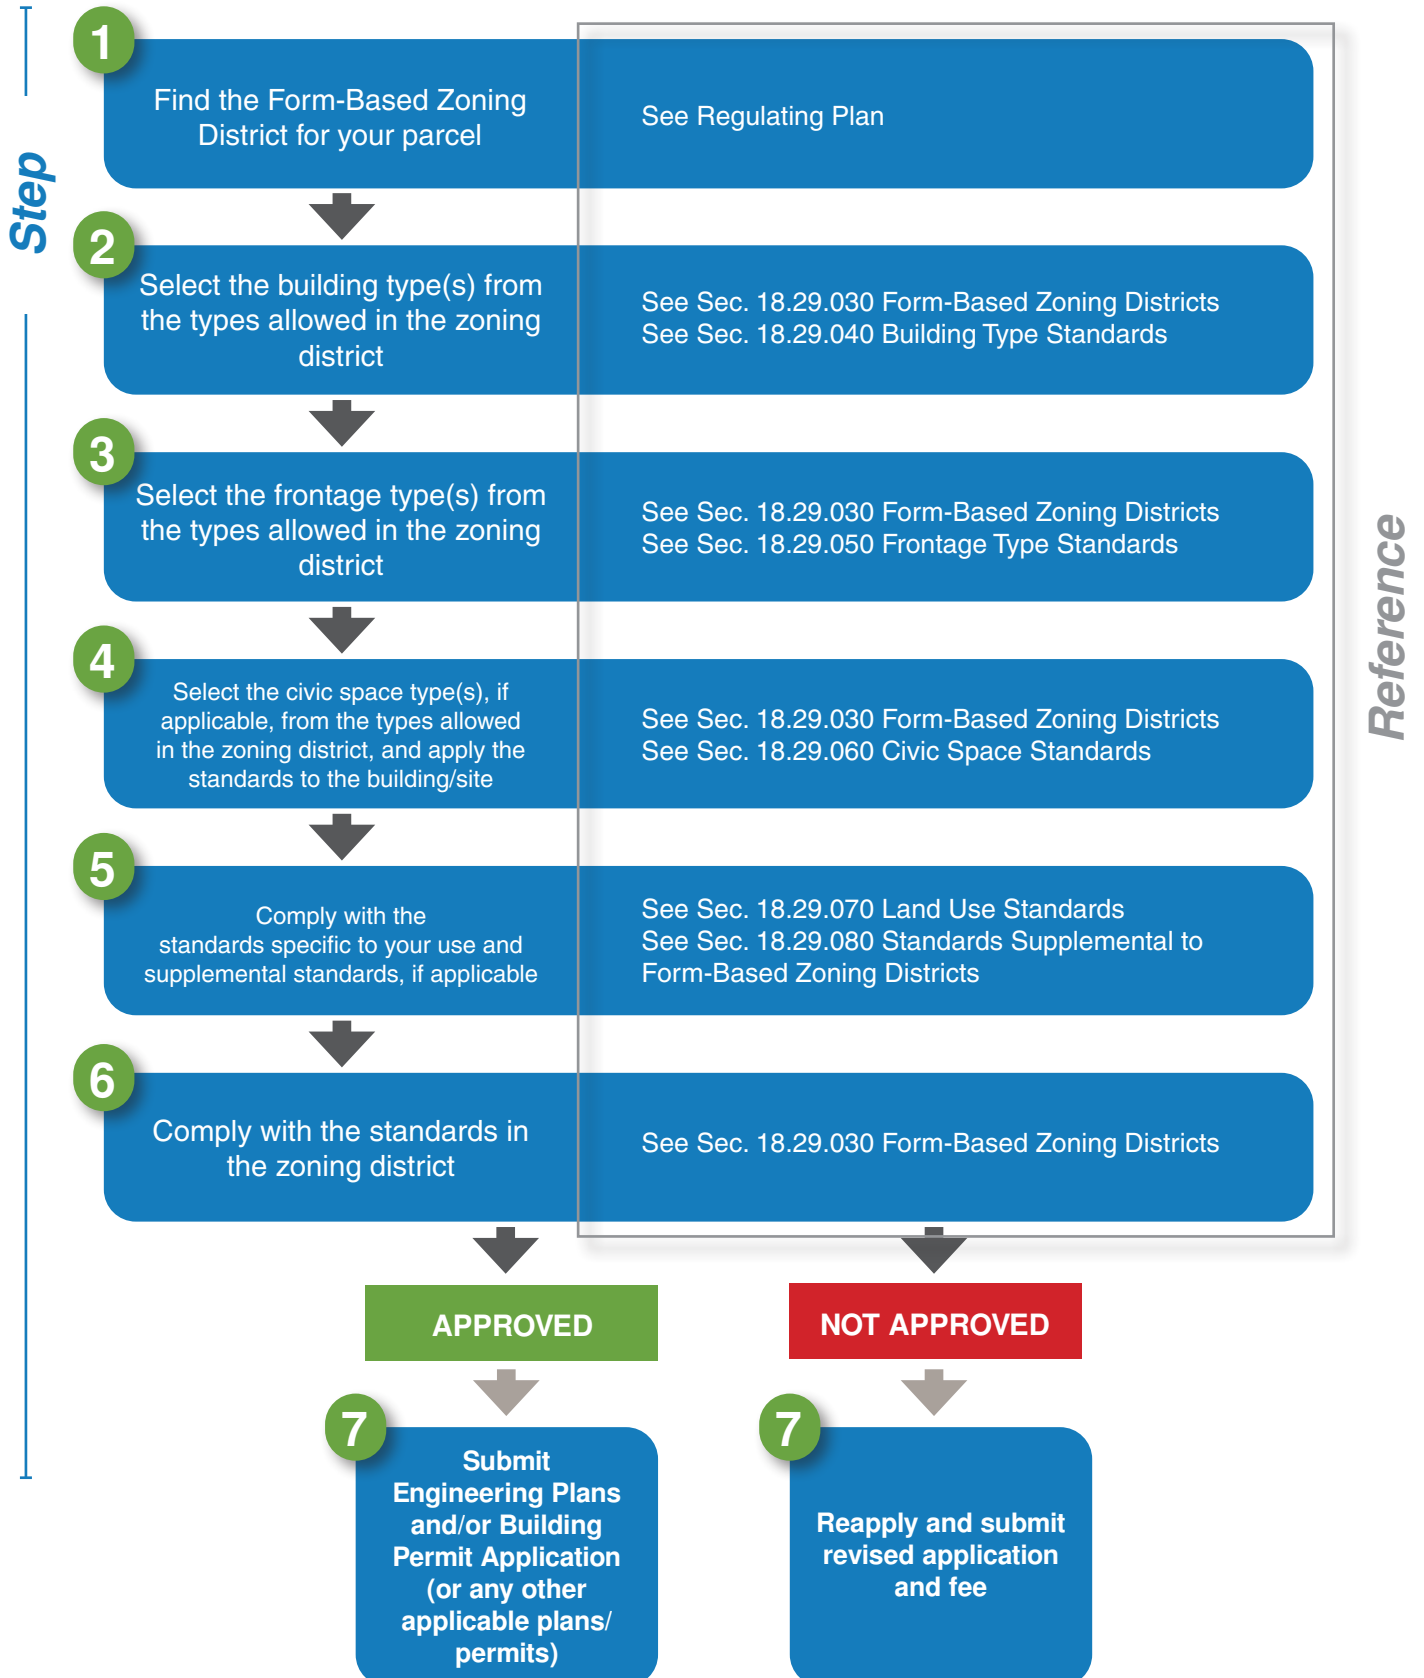 Step
Reference
1
Find the Form-Based Zoning
District for your parcel
See Regulating Plan
2
Select the building type(s) from
the types allowed in the zoning
district
See Sec. 18.29.030 Form-Based Zoning Districts
See Sec. 18.29.040 Building Type Standards
3
Select the frontage type(s) from
the types allowed in the zoning
district
See Sec. 18.29.030 Form-Based Zoning Districts
See Sec. 18.29.050 Frontage Type Standards
4
Select the civic space type(s), if
applicable, from the types allowed
in the zoning district, and apply the
standards to the building/site
See Sec. 18.29.030 Form-Based Zoning Districts
See Sec. 18.29.060 Civic Space Standards
5
Comply with the
standards specific to your use and
supplemental standards, if applicable
See Sec. 18.29.070 Land Use Standards
See Sec. 18.29.080 Standards Supplemental to
Form-Based Zoning Districts
6
Comply with the standards in
the zoning district
See Sec. 18.29.030 Form-Based Zoning Districts
APPROVED
NOT APPROVED
7
Submit
Engineering Plans
and/or Building
Permit Application
(or any other
applicable plans/
permits)
7
Reapply and submit
revised application
and fee